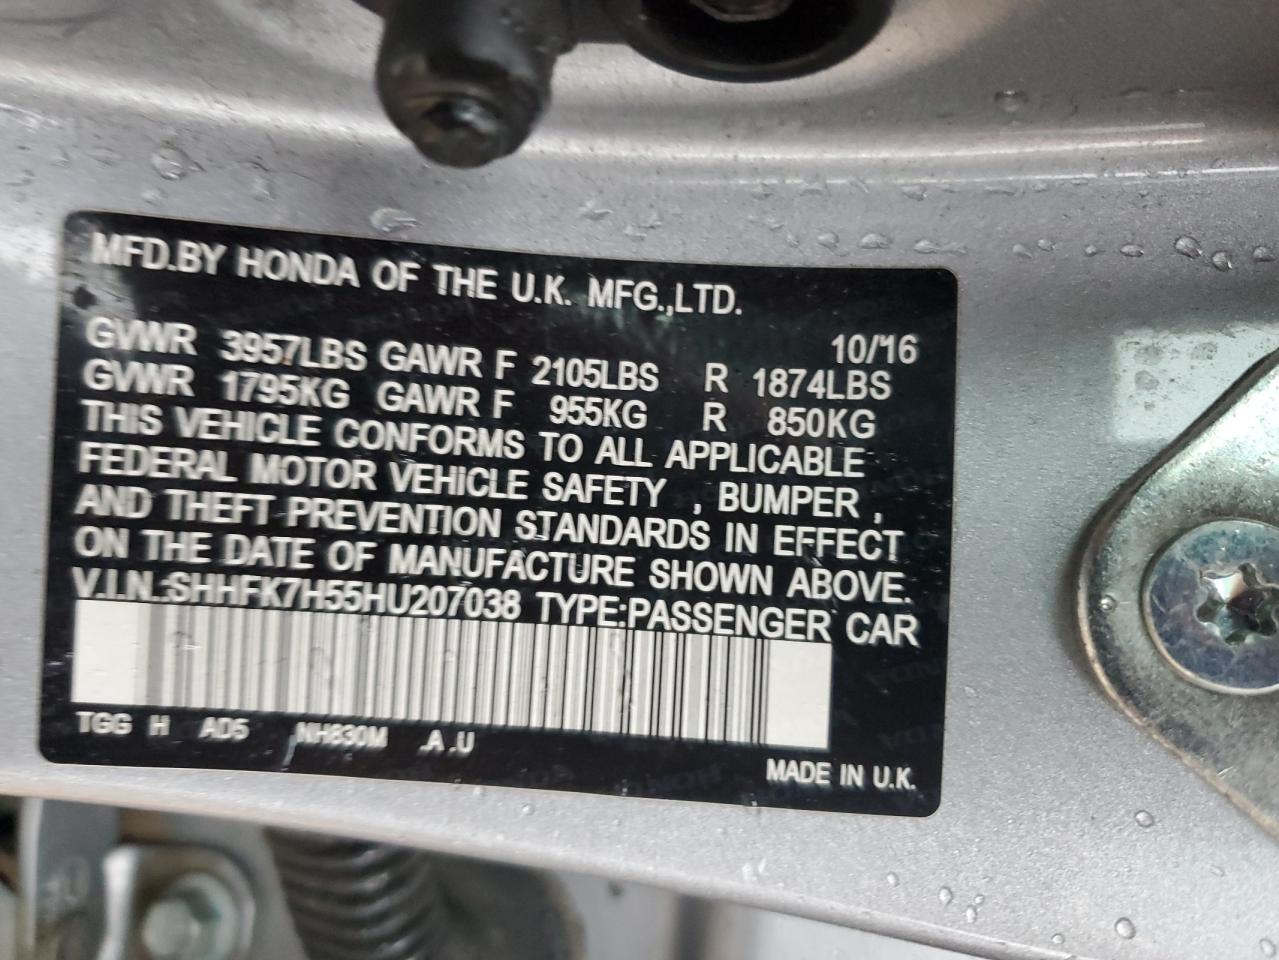 MFD.BY HONDA OF THE U.K. MFG.,LTD.
10/'16
GVWR 3957LBS GAWR F 2105LBS R 1874LBS
GVWR 1795KG GAWR F 955KG R 850KG
THIS VEHICLE CONFORMS TO ALL APPLICABLE
FEDERAL MOTOR VEHICLE SAFETY , BUMPER ,
AND THEFT PREVENTION STANDARDS IN EFFECT
ON THE DATE OF MANUFACTURE SHOWN ABOVE.
V.I.N.:SHHFK7H55HU207038 TYPE:PASSENGER CAR
TGG H AD5 NH830M .A .U
MADE IN U.K.